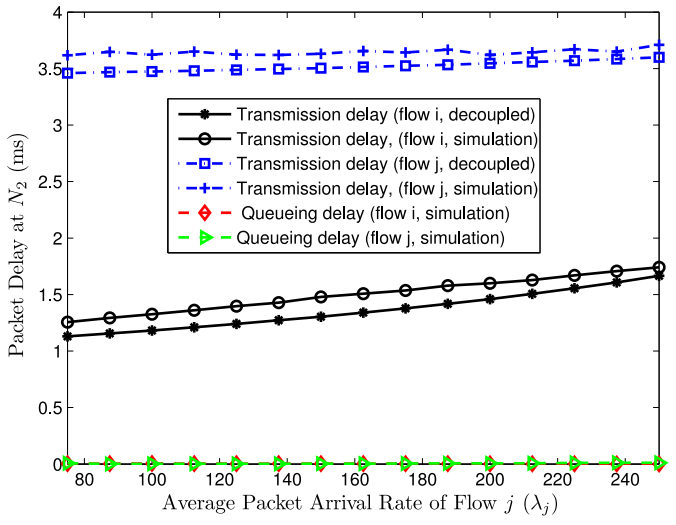 4
3.5
3
2.5
2
1.5
1
0.5
0
Packet Delay at N₂ (ms)
Transmission delay (flow i, decoupled)
Transmission delay, (flow i, simulation)
Transmission delay (flow j, decoupled)
Transmission delay, (flow j, simulation)
Queueing delay (flow i, simulation)
Queueing delay (flow j, simulation)
80 100 120 140 160 180 200 220 240
Average Packet Arrival Rate of Flow j (λⱼ)